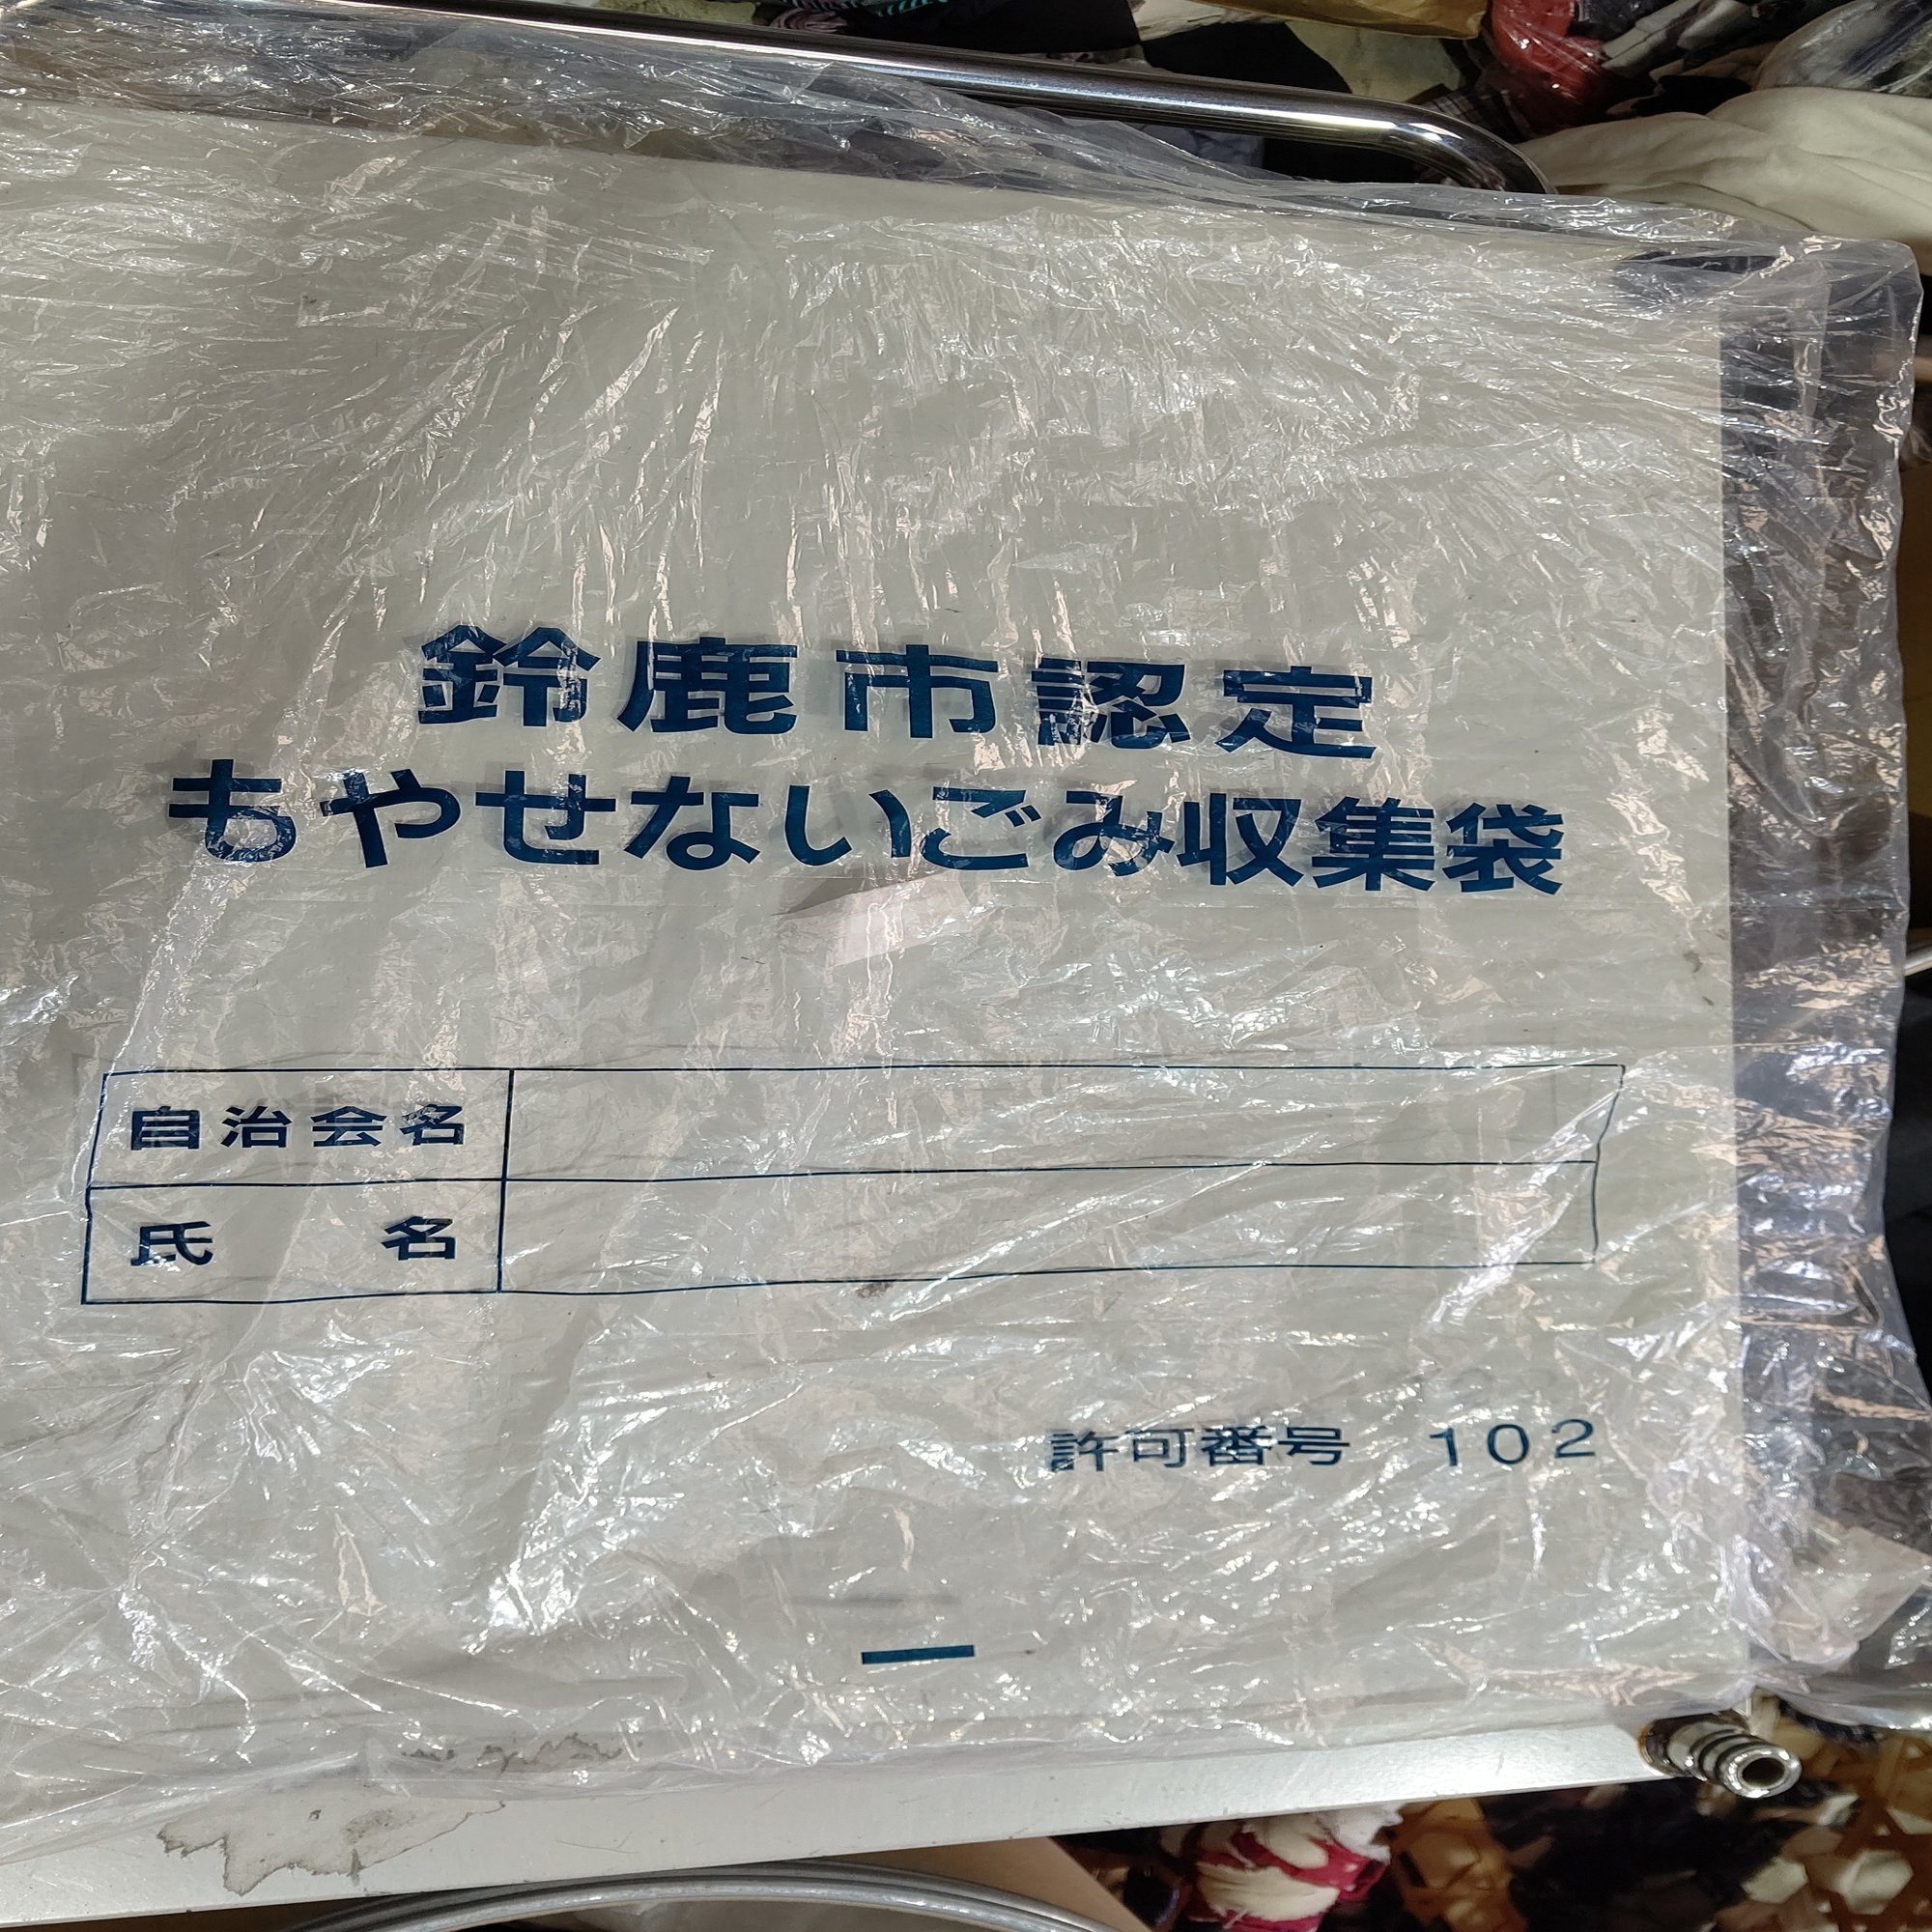 鈴鹿市認定
もやせないごみ収集袋
自治会名
氏名
許可番号 102